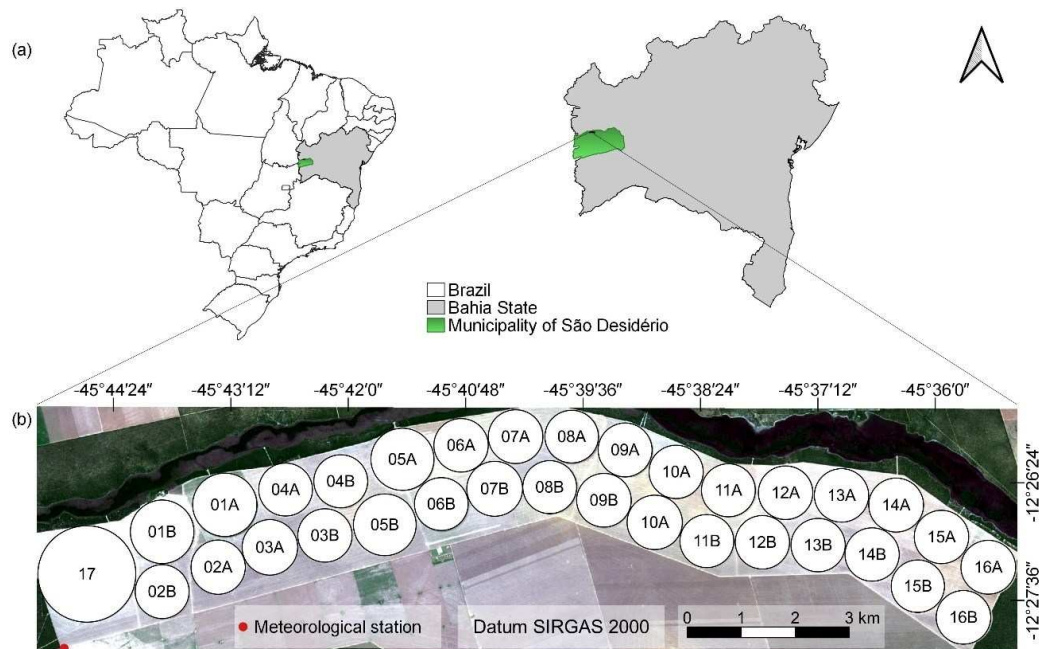 (a)
Brazil
Bahia State
Municipality of São Desidério
-45°44′24″ -45°43′12″ -45°42′0″ -45°40′48″ -45°39′36″ -45°38′24″ -45°37′12″ -45°36′0″
(b)
07A 08A
06A 09A
05A 10A
04A 04B 11A 12A 13A 14A
01A 01B 15A
06B 07B 08B 09B
05B 10A
03A 03B 11B 12B 13B 14B
02A 16A
17 02B 15B
16B
-12°26′24″
-12°27′36″
Meteorological station
Datum SIRGAS 2000
0 1 2 3 km